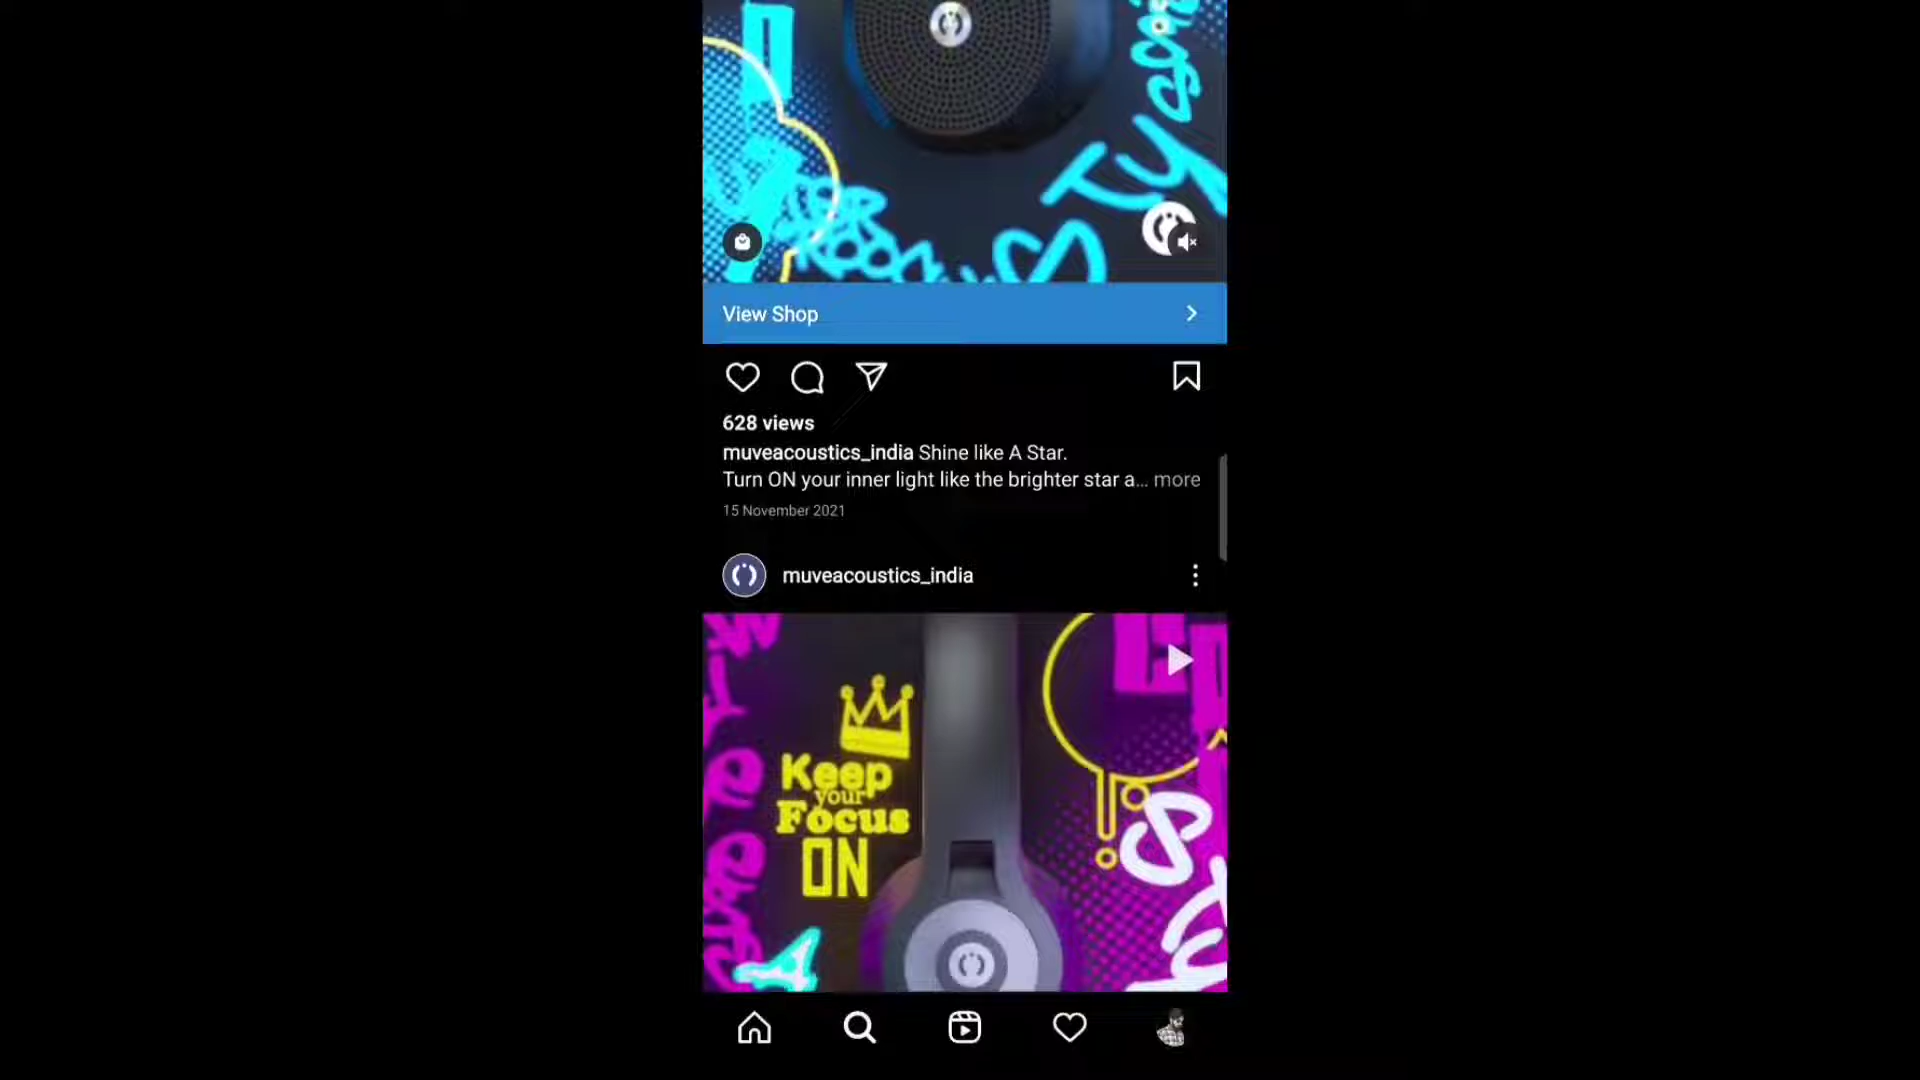 Sty
View Shop
628 views
muveacoustics_india Shine like A Star.
Turn ON your inner light like the brighter star a... more
15 November 2021
muveacoustics_india
Keep
your
Focus
ON